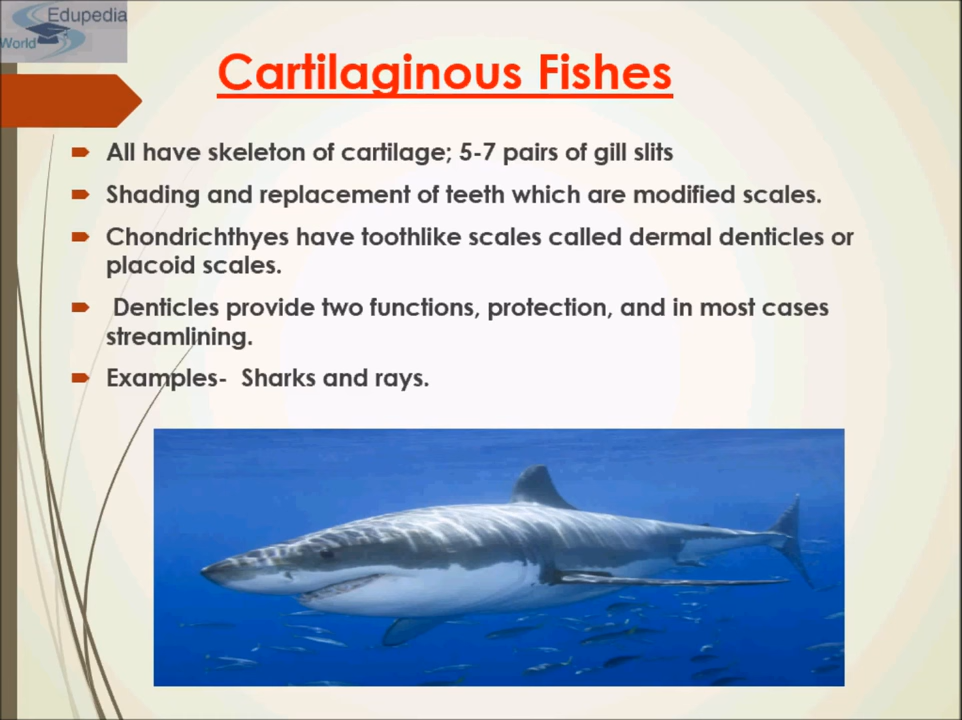 Edupedia
World
Cartilaginous Fishes
All have skeleton of cartilage; 5-7 pairs of gill slits
Shading and replacement of teeth which are modified scales.
Chondrichthyes have toothlike scales called dermal denticles or
placoid scales.
Denticles provide two functions, protection, and in most cases
streamlining.
Examples- Sharks and rays.